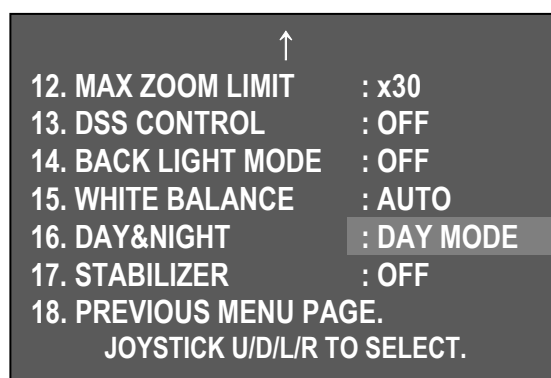 ↑
12. MAX ZOOM LIMIT : x30
13. DSS CONTROL : OFF
14. BACK LIGHT MODE : OFF
15. WHITE BALANCE : AUTO
16. DAY&NIGHT : DAY MODE
17. STABILIZER : OFF
18. PREVIOUS MENU PAGE.
JOYSTICK U/D/L/R TO SELECT.